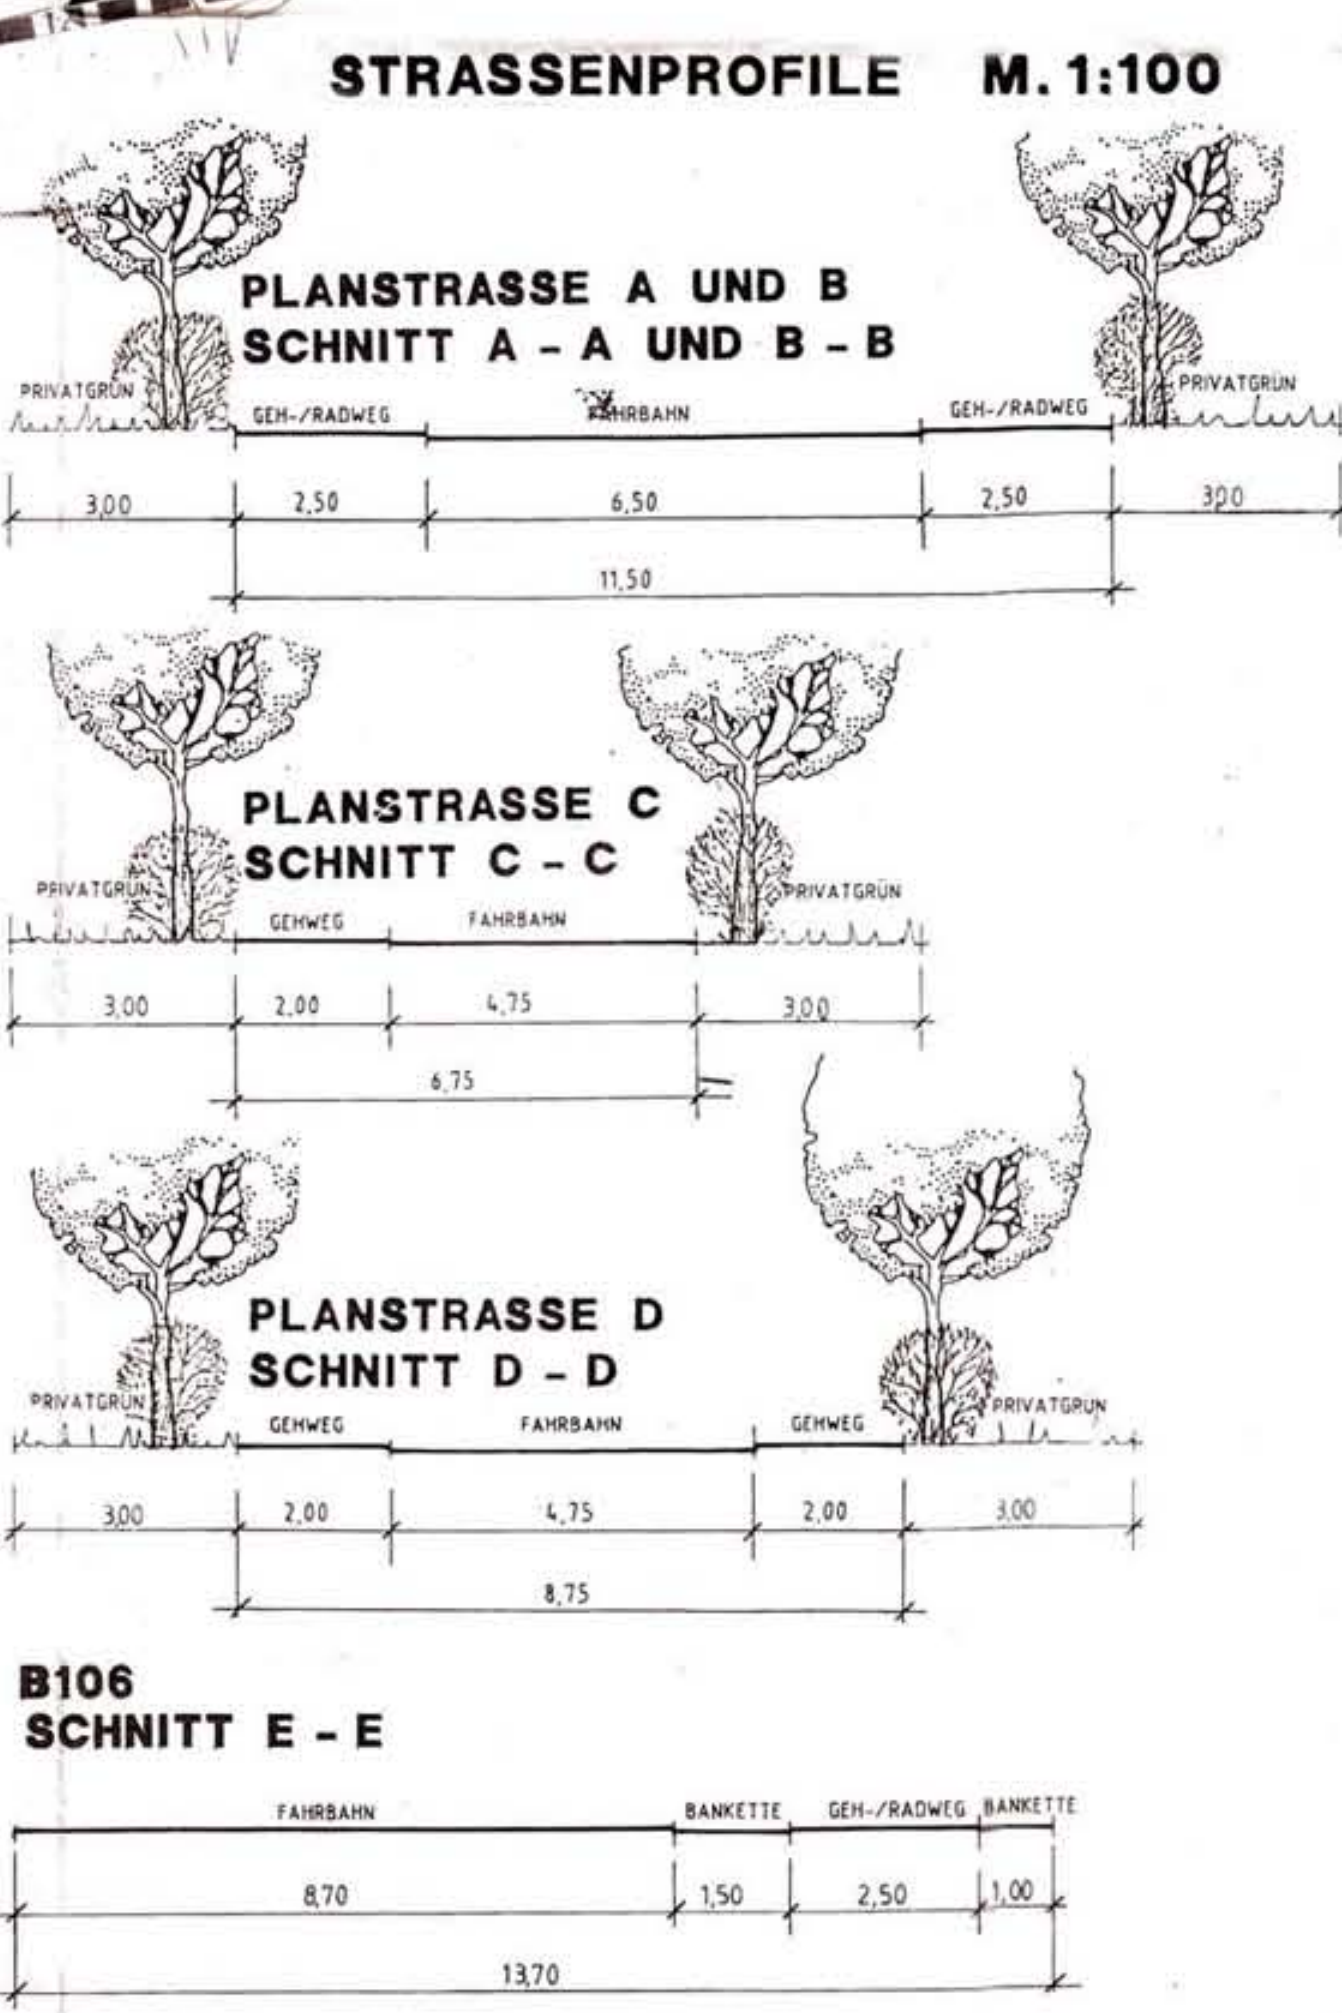 STRASSENPROFILE M. 1:100
PLANSTRASSE A UND B
SCHNITT A – A UND B – B
PRIVATGRÜN GEH-/RADWEG FAHRBAHN GEH-/RADWEG PRIVATGRÜN
3,00 2,50 6,50 2,50 3,00
11,50
PLANSTRASSE C
SCHNITT C – C
PRIVATGRÜN GEHWEG FAHRBAHN PRIVATGRÜN
3,00 2,00 4,75 3,00
6,75
PLANSTRASSE D
SCHNITT D – D
PRIVATGRÜN GEHWEG FAHRBAHN GEHWEG PRIVATGRÜN
3,00 2,00 4,75 2,00 3,00
8,75
B106
SCHNITT E – E
FAHRBAHN BANKETTE GEH-/RADWEG BANKETTE
8,70 1,50 2,50 1,00
13,70